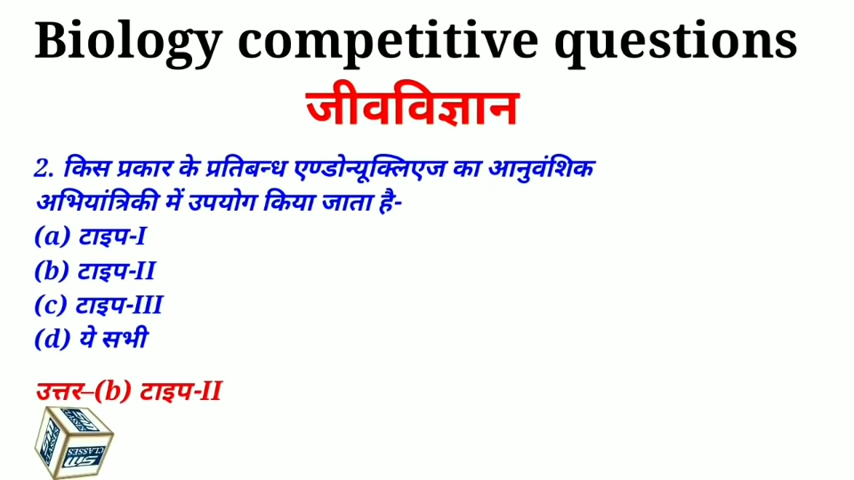 Biology competitive questions
जीवविज्ञान
2. किस प्रकार के प्रतिबन्ध एण्डोन्यूक्लिएज का आनुवंशिक
अभियांत्रिकी में उपयोग किया जाता है-
(a) टाइप-I
(b) टाइप-II
(c) टाइप-III
(d) ये सभी
उत्तर–(b) टाइप-II